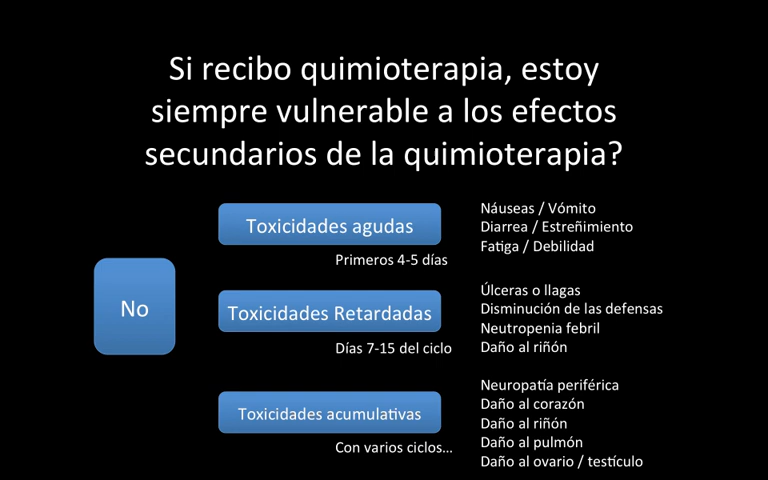 Si recibo quimioterapia, estoy
siempre vulnerable a los efectos
secundarios de la quimioterapia?
No
Toxicidades agudas
Primeros 4-5 días
Náuseas / Vómito
Diarrea / Estreñimiento
Fatiga / Debilidad
Toxicidades Retardadas
Días 7-15 del ciclo
Úlceras o llagas
Disminución de las defensas
Neutropenia febril
Daño al riñón
Toxicidades acumulativas
Con varios ciclos…
Neuropatía periférica
Daño al corazón
Daño al riñón
Daño al pulmón
Daño al ovario / testículo